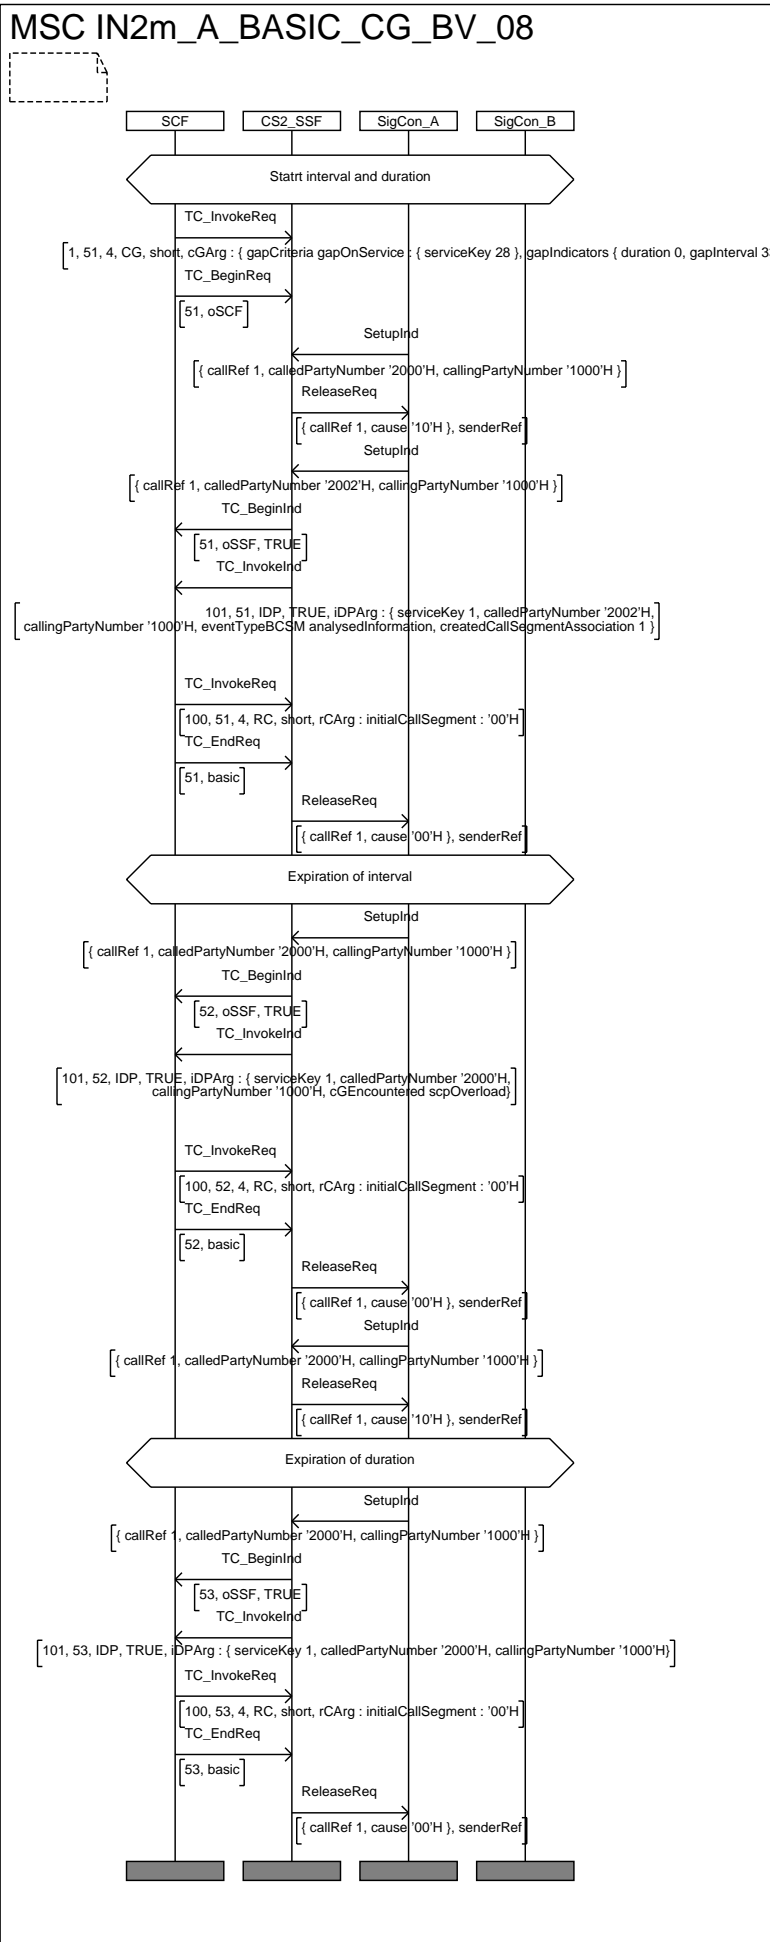 MSC IN2m_A_BASIC_CG_BV_08
SCF CS2_SSF SigCon_A SigCon_B
Statrt interval and duration
TC_InvokeReq
1, 51, 4, CG, short, cGArg : { gapCriteria gapOnService : { serviceKey 28 }, gapIndicators { duration 0, gapInterval 3
TC_BeginReq
51, oSCF
SetupInd
{ callRef 1, calledPartyNumber '2000'H, callingPartyNumber '1000'H }
ReleaseReq
{ callRef 1, cause '10'H }, senderRef
SetupInd
{ callRef 1, calledPartyNumber '2002'H, callingPartyNumber '1000'H }
TC_BeginInd
51, oSSF, TRUE
TC_InvokeInd
101, 51, IDP, TRUE, iDPArg : { serviceKey 1, calledPartyNumber '2002'H,
callingPartyNumber '1000'H, eventTypeBCSM analysedInformation, createdCallSegmentAssociation 1 }
TC_InvokeReq
100, 51, 4, RC, short, rCArg : initialCallSegment : '00'H
TC_EndReq
51, basic
ReleaseReq
{ callRef 1, cause '00'H }, senderRef
Expiration of interval
SetupInd
{ callRef 1, calledPartyNumber '2000'H, callingPartyNumber '1000'H }
TC_BeginInd
52, oSSF, TRUE
TC_InvokeInd
101, 52, IDP, TRUE, iDPArg : { serviceKey 1, calledPartyNumber '2000'H,
callingPartyNumber '1000'H, cGEncountered scpOverload}
TC_InvokeReq
100, 52, 4, RC, short, rCArg : initialCallSegment : '00'H
TC_EndReq
52, basic
ReleaseReq
{ callRef 1, cause '00'H }, senderRef
SetupInd
{ callRef 1, calledPartyNumber '2000'H, callingPartyNumber '1000'H }
ReleaseReq
{ callRef 1, cause '10'H }, senderRef
Expiration of duration
SetupInd
{ callRef 1, calledPartyNumber '2000'H, callingPartyNumber '1000'H }
TC_BeginInd
53, oSSF, TRUE
TC_InvokeInd
101, 53, IDP, TRUE, iDPArg : { serviceKey 1, calledPartyNumber '2000'H, callingPartyNumber '1000'H}
TC_InvokeReq
100, 53, 4, RC, short, rCArg : initialCallSegment : '00'H
TC_EndReq
53, basic
ReleaseReq
{ callRef 1, cause '00'H }, senderRef